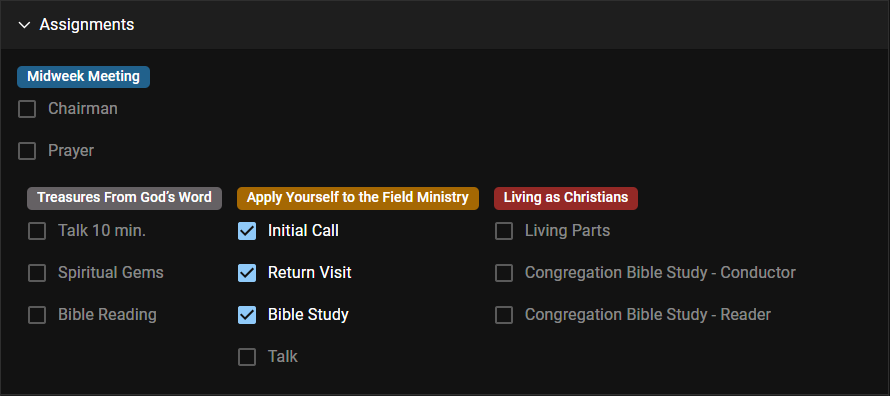 Assignments
Midweek Meeting
Chairman
Prayer
Treasures From God’s Word
Talk 10 min.
Spiritual Gems
Bible Reading
Apply Yourself to the Field Ministry
Initial Call
Return Visit
Bible Study
Talk
Living as Christians
Living Parts
Congregation Bible Study - Conductor
Congregation Bible Study - Reader